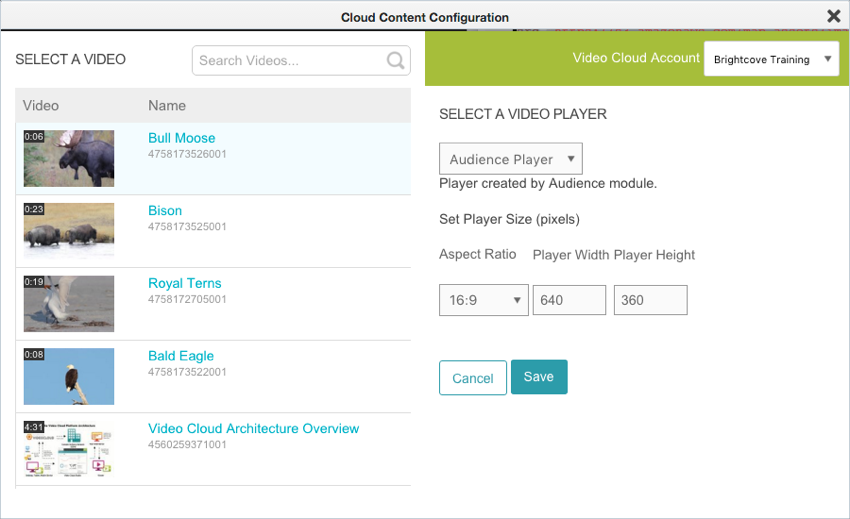 Cloud Content Configuration
SELECT A VIDEO
Search Videos...
Video Name
0:06
Bull Moose
4758173526001
0:23
Bison
4758173525001
0:19
Royal Terns
4758172705001
0:08
Bald Eagle
4758173522001
4:31
Video Cloud Architecture Overview
4560259371001
Video Cloud Account
Brightcove Training
SELECT A VIDEO PLAYER
Audience Player
Player created by Audience module.
Set Player Size (pixels)
Aspect Ratio Player Width Player Height
16:9 640 360
Cancel Save